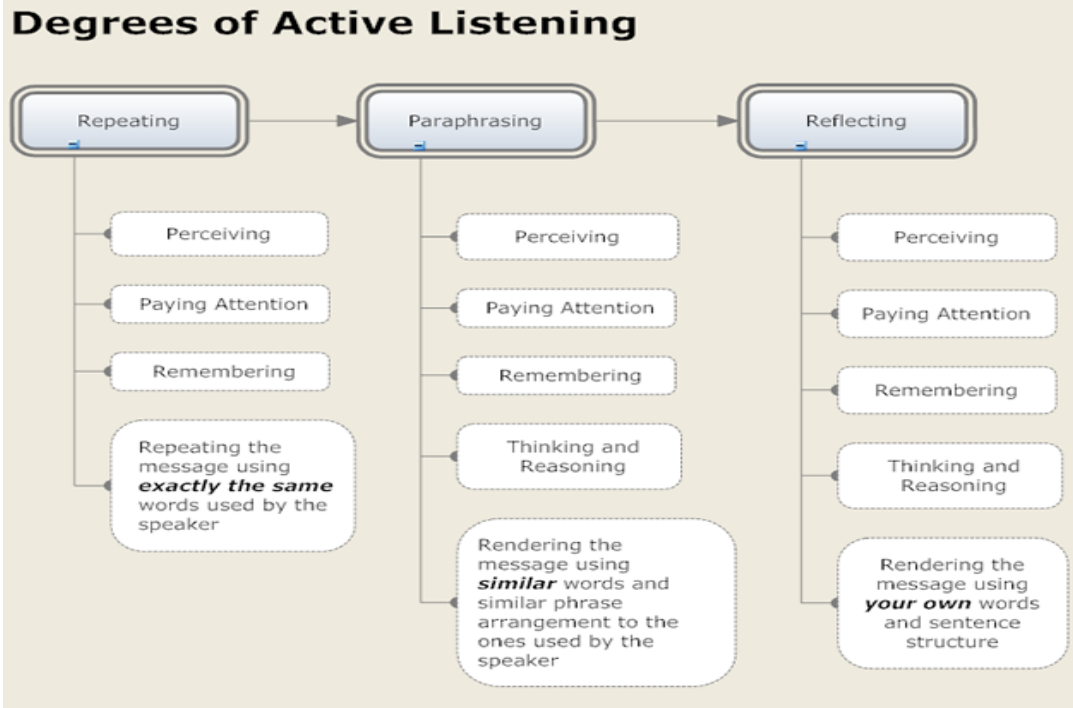 Degrees of Active Listening
Repeating
Paraphrasing
Reflecting
Perceiving
Paying Attention
Remembering
Repeating the
message using
exactly the same
words used by the
speaker
Perceiving
Paying Attention
Remembering
Thinking and
Reasoning
Rendering the
message using
similar words and
similar phrase
arrangement to the
ones used by the
speaker
Perceiving
Paying Attention
Remembering
Thinking and
Reasoning
Rendering the
message using
your own words
and sentence
structure